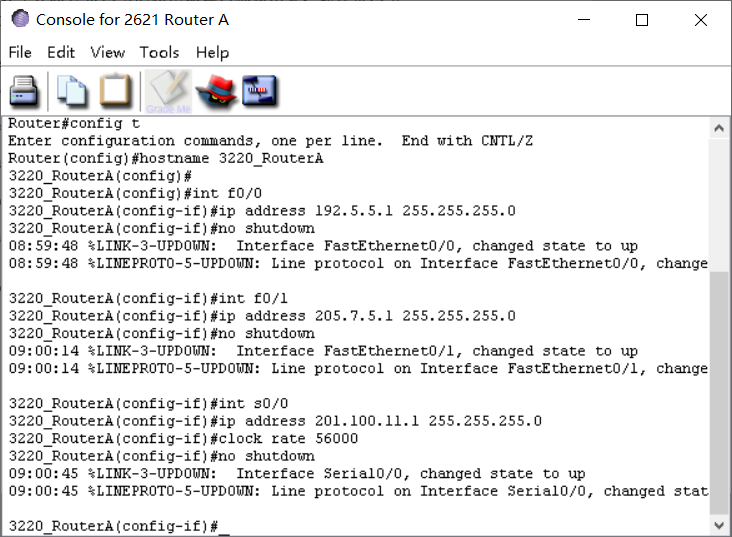 Console for 2621 Router A
File Edit View Tools Help
Grade Me
Router#config t
Enter configuration commands, one per line.  End with CNTL/Z
Router(config)#hostname 3220_RouterA
3220_RouterA(config)#
3220_RouterA(config)#int f0/0
3220_RouterA(config-if)#ip address 192.5.5.1 255.255.255.0
3220_RouterA(config-if)#no shutdown
08:59:48 %LINK-3-UPDOWN:  Interface FastEthernet0/0, changed state to up
08:59:48 %LINEPROTO-5-UPDOWN: Line protocol on Interface FastEthernet0/0, change
3220_RouterA(config-if)#int f0/1
3220_RouterA(config-if)#ip address 205.7.5.1 255.255.255.0
3220_RouterA(config-if)#no shutdown
09:00:14 %LINK-3-UPDOWN:  Interface FastEthernet0/1, changed state to up
09:00:14 %LINEPROTO-5-UPDOWN: Line protocol on Interface FastEthernet0/1, change
3220_RouterA(config-if)#int s0/0
3220_RouterA(config-if)#ip address 201.100.11.1 255.255.255.0
3220_RouterA(config-if)#clock rate 56000
3220_RouterA(config-if)#no shutdown
09:00:45 %LINK-3-UPDOWN:  Interface Serial0/0, changed state to up
09:00:45 %LINEPROTO-5-UPDOWN: Line protocol on Interface Serial0/0, changed stat
3220_RouterA(config-if)#_